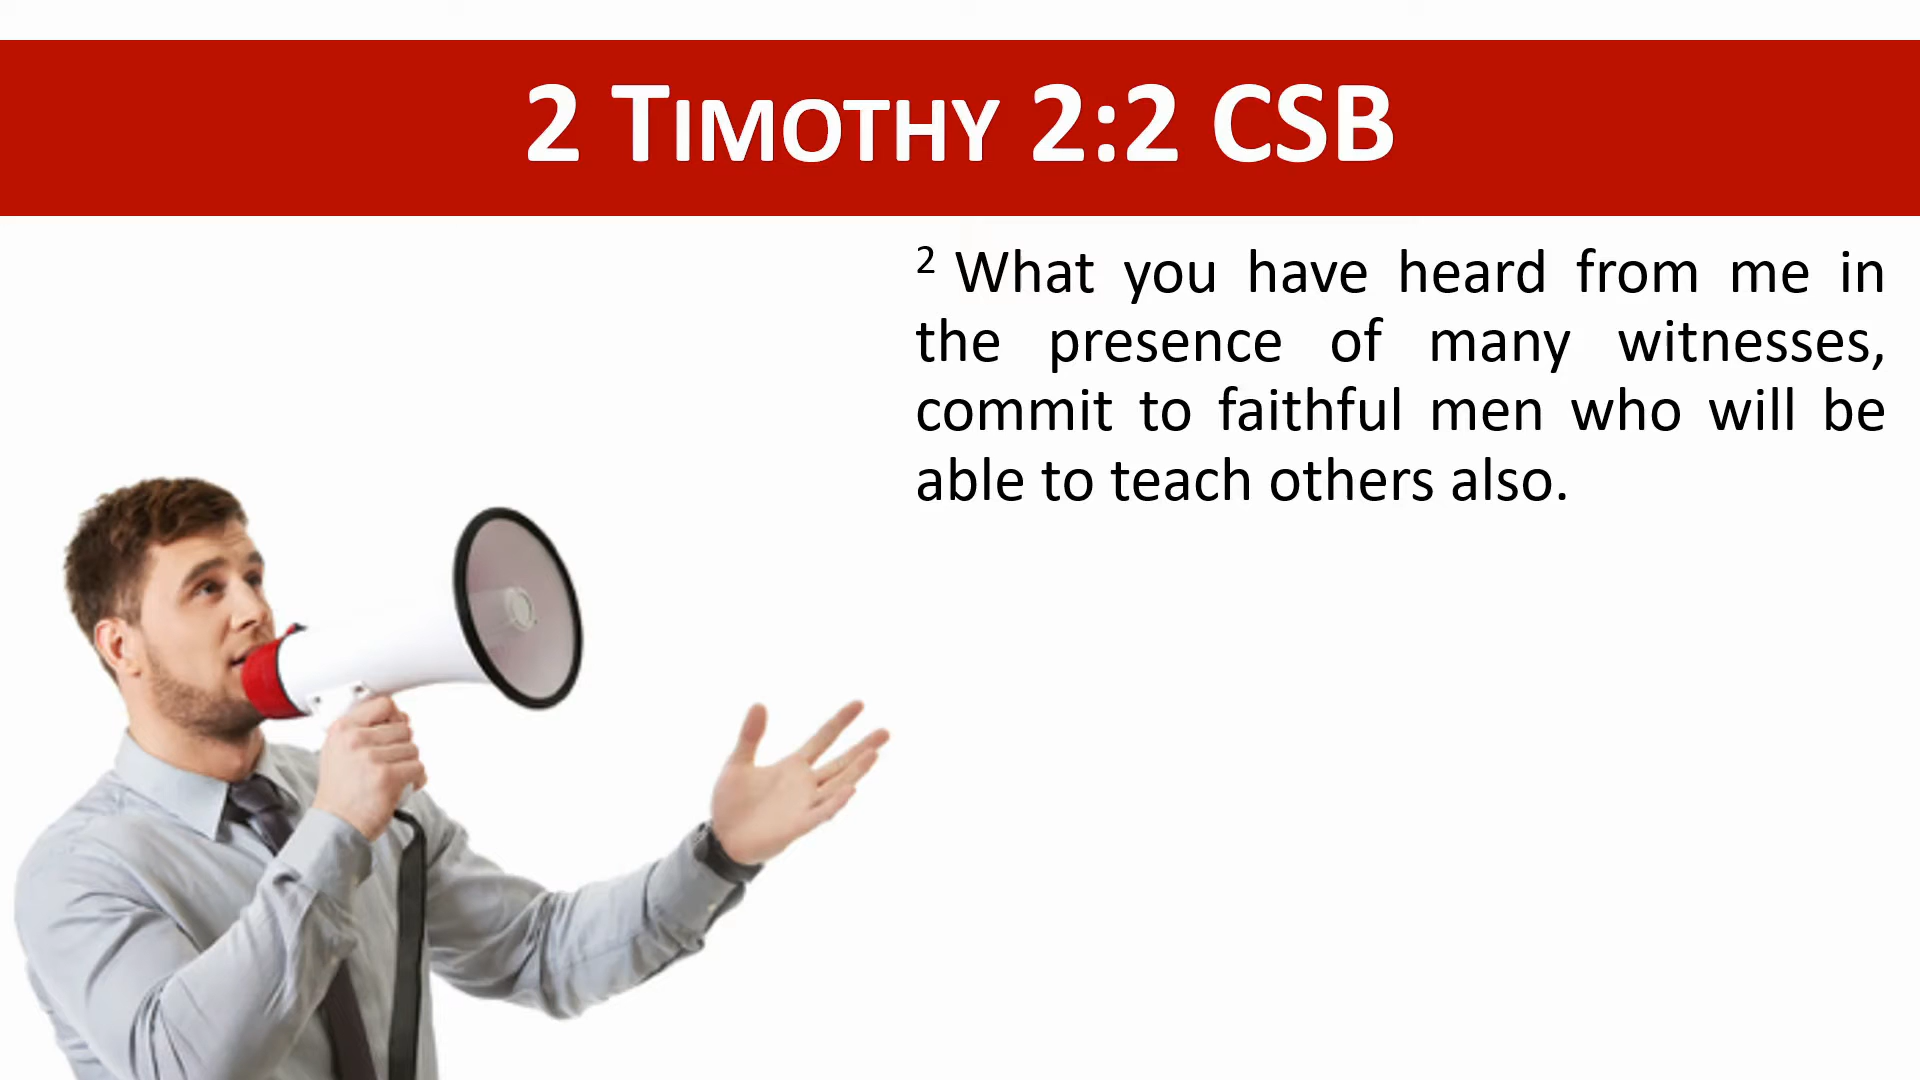 2 TIMOTHY 2:2 CSB
2 What you have heard from me in
the presence of many witnesses,
commit to faithful men who will be
able to teach others also.